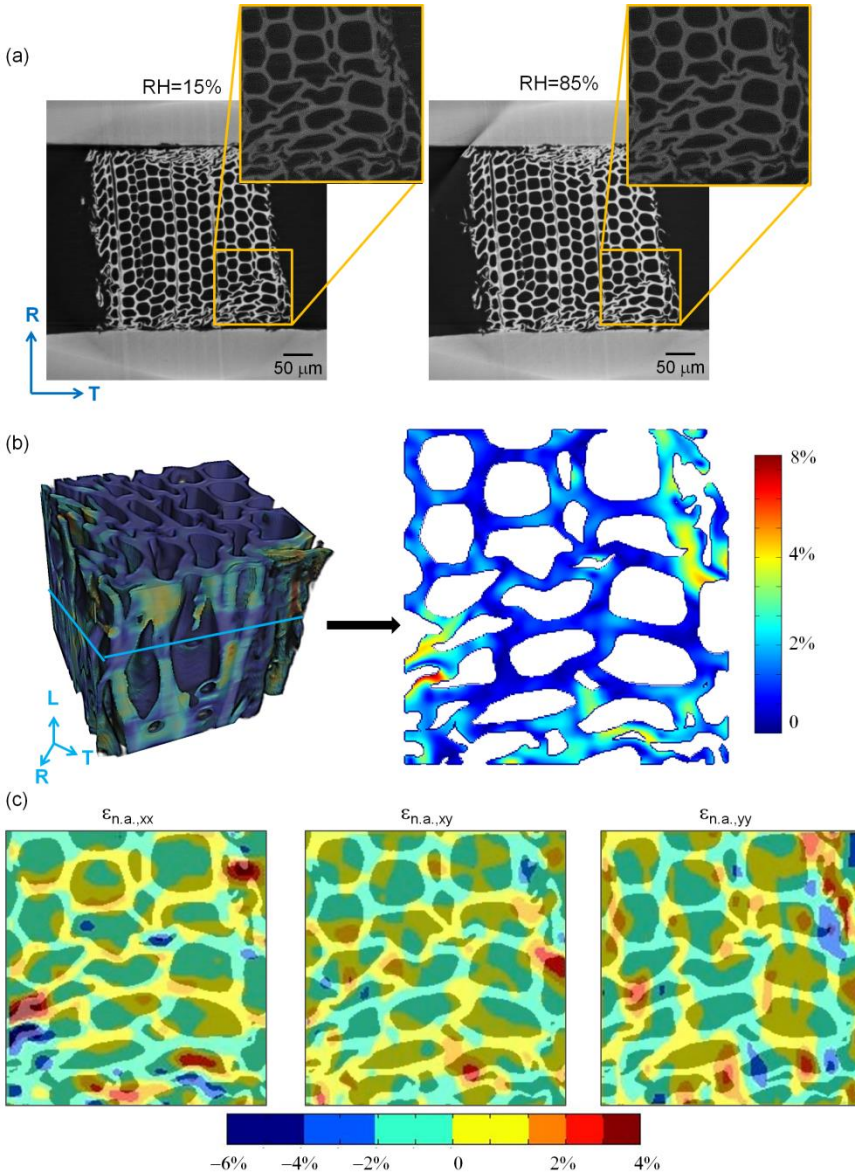 (a)
RH=15%
RH=85%
R
T
50 μm
50 μm
(b)
L
T
R
8%
4%
2%
0
(c)
εn.a.,xx
εn.a.,xy
εn.a.,yy
−6%
−4%
−2%
0
2%
4%